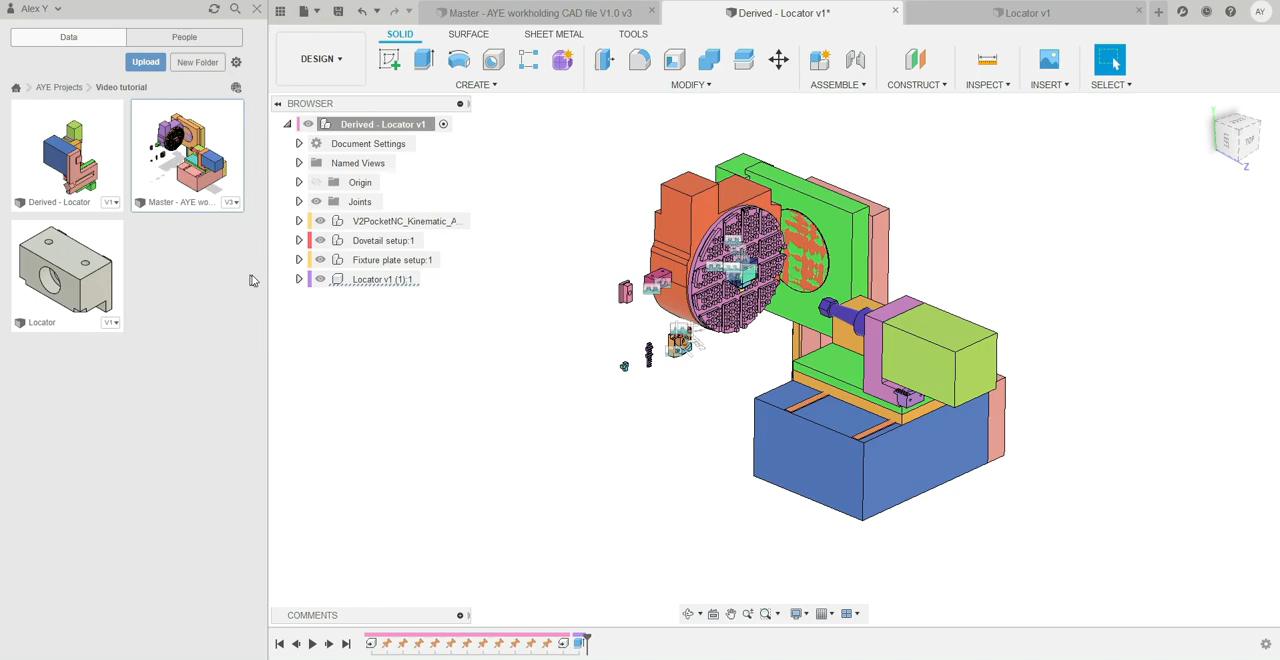 Alex Y
Master - AYE workholding CAD file V1.0 v3
Derived - Locator v1*
Locator v1
AY
Data
People
Upload
New Folder
AYE Projects
Video tutorial
Derived - Locator
V1
Master - AYE wo...
V3
Locator
V1
DESIGN
SOLID
SURFACE
SHEET METAL
TOOLS
CREATE
MODIFY
ASSEMBLE
CONSTRUCT
INSPECT
INSERT
SELECT
BROWSER
Derived - Locator v1
Document Settings
Named Views
Origin
Joints
V2PocketNC_Kinematic_A...
Dovetail setup:1
Fixture plate setup:1
Locator v1 (1):1
TOP
Z
COMMENTS